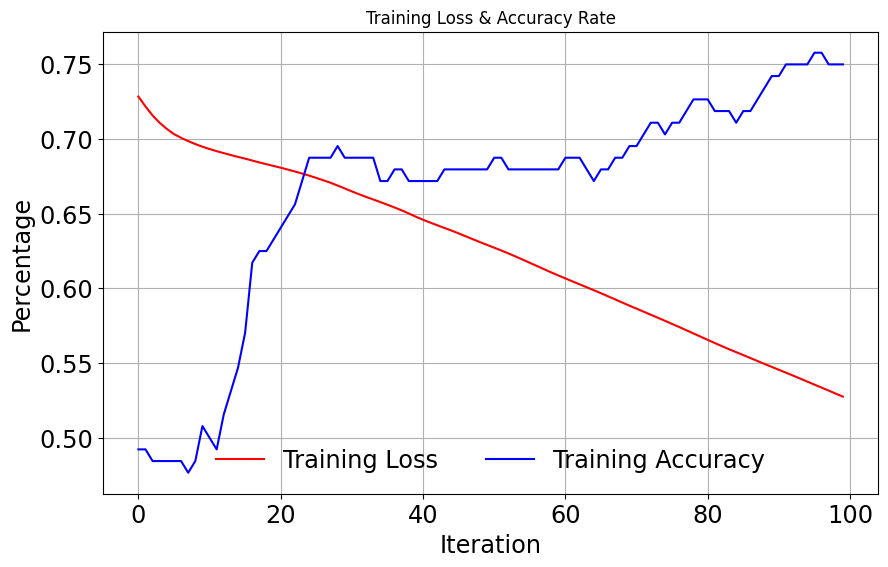 Training Loss & Accuracy Rate
0.75
0.70
0.65
0.60
0.55
0.50
Percentage
Training Loss
Training Accuracy
0 20 40 60 80 100
Iteration